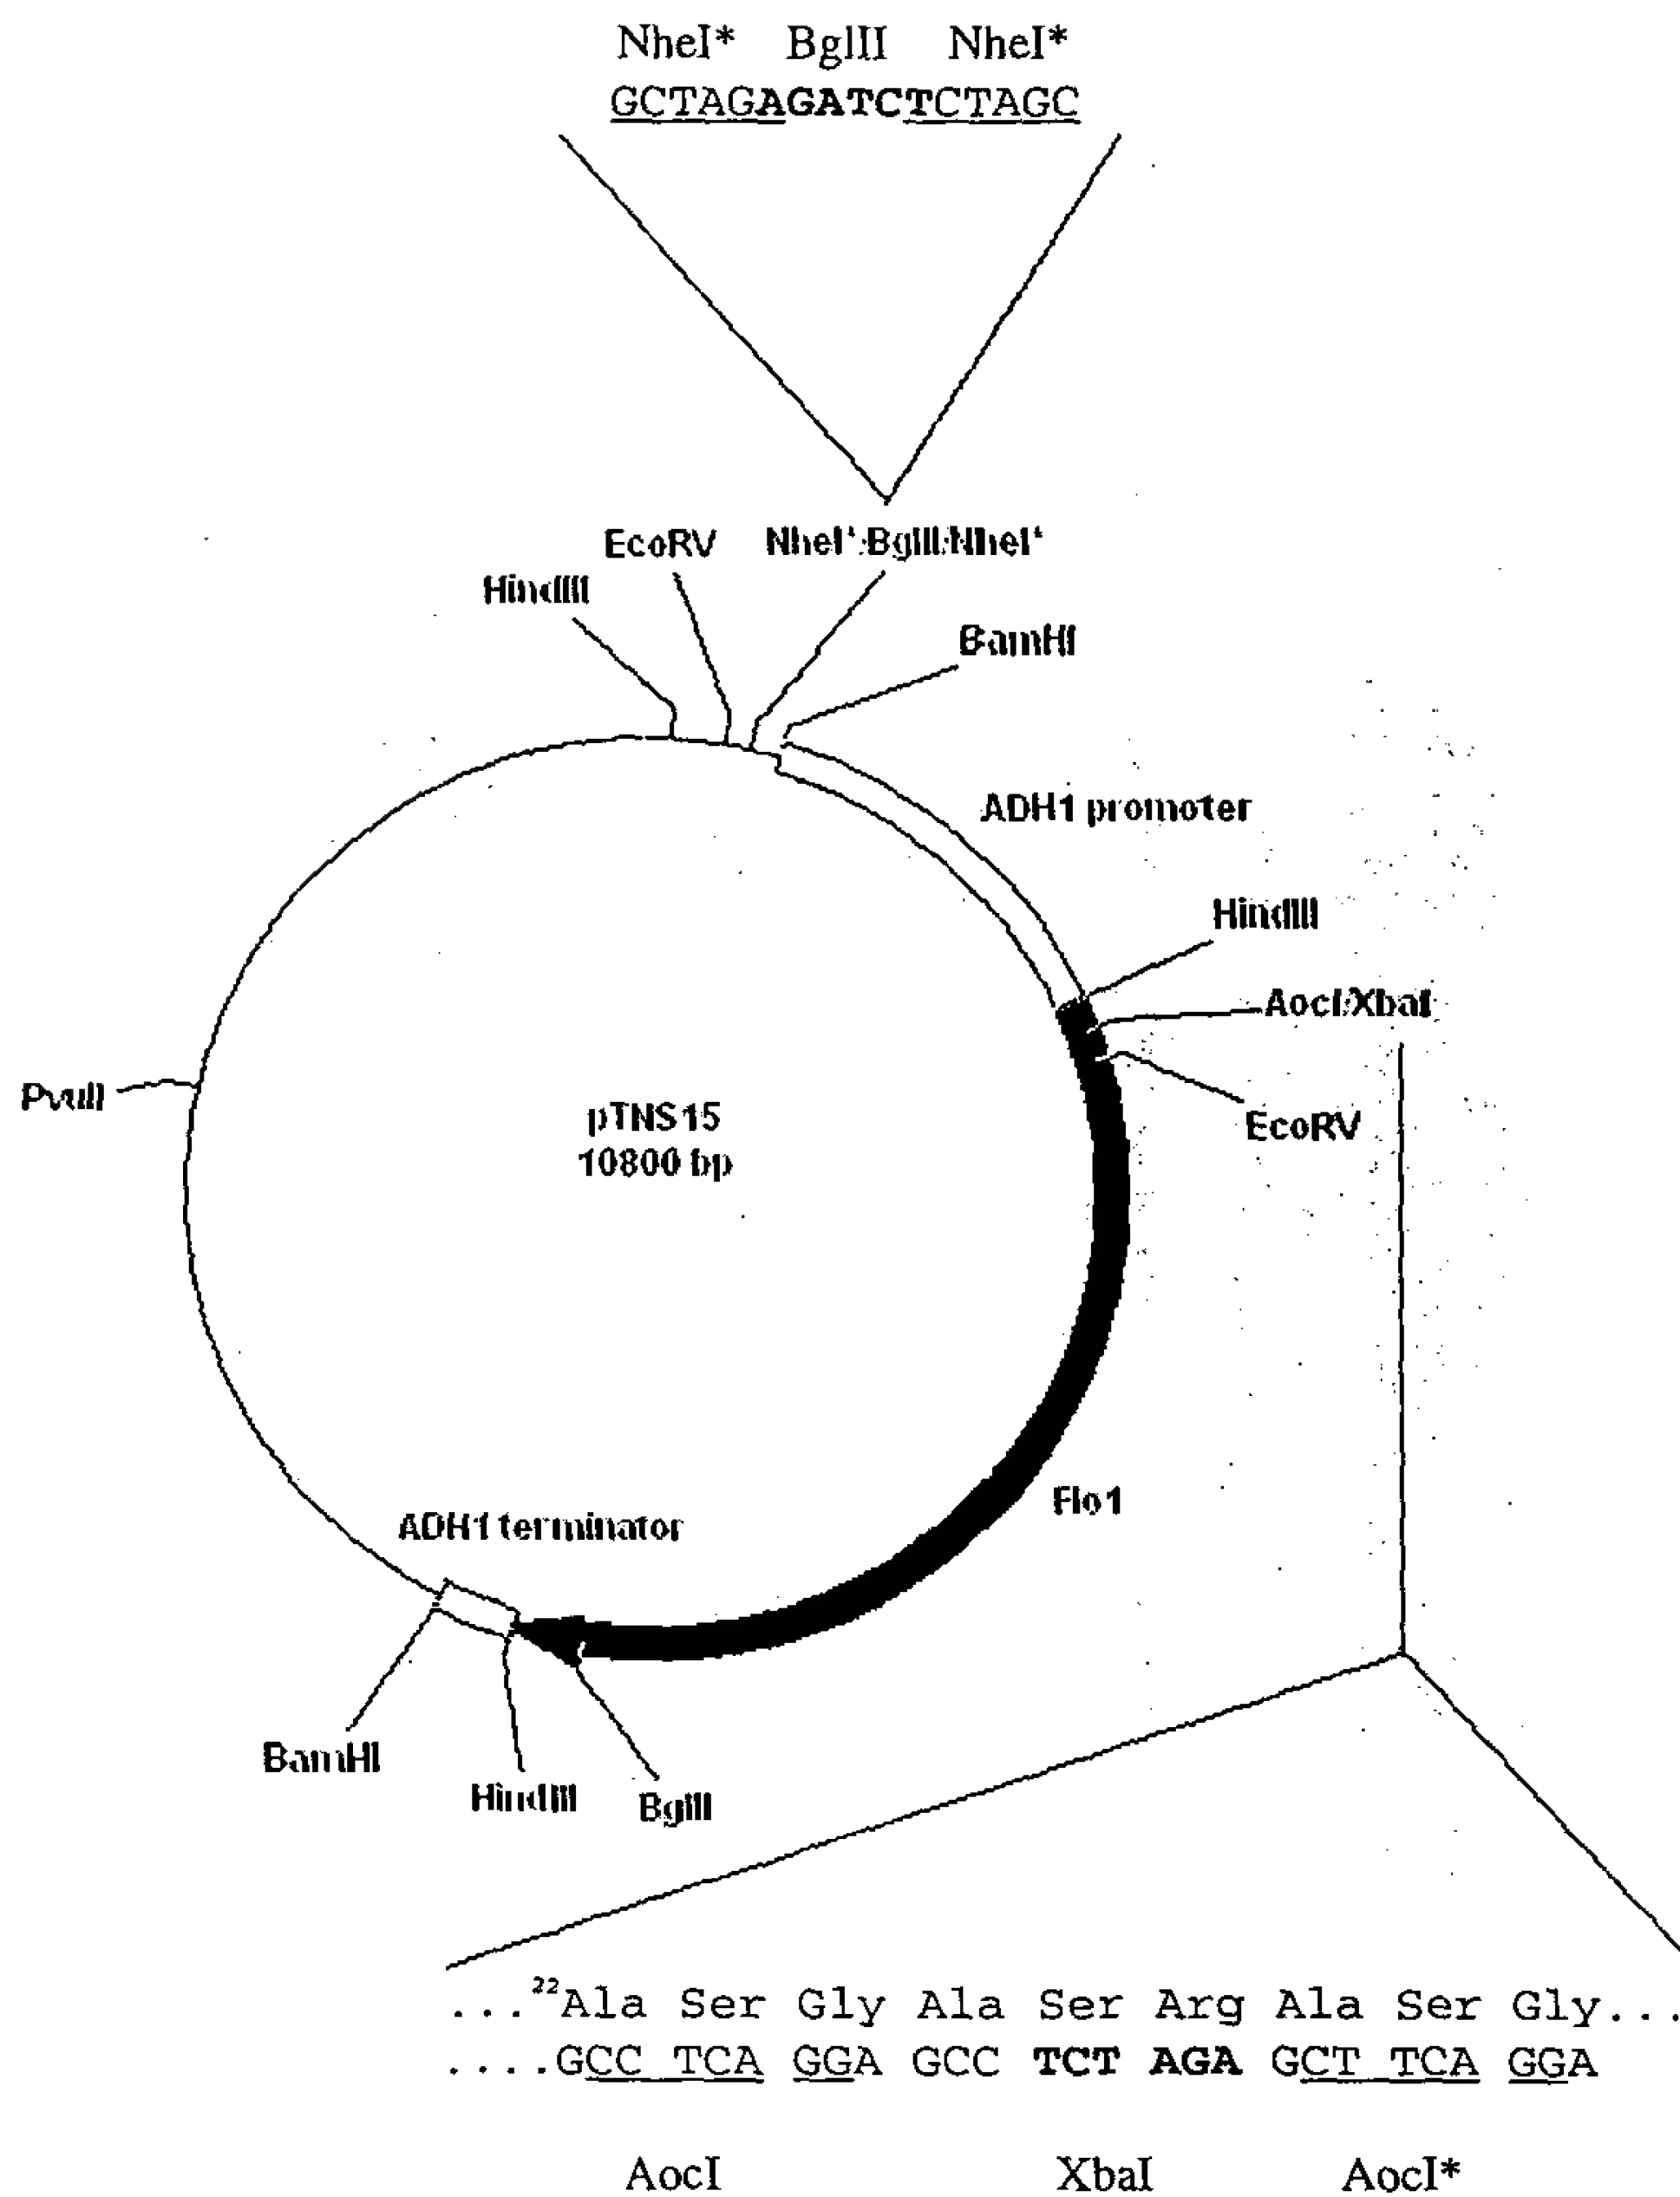 NheI* BglII NheI*
GCTAGAGATCTCTAGC
EcoRV NheI*:BglII:NheI*
HindIII
BamHI
ADH1 promoter
HindIII
AocI:XbaI
PvuII
pTNS15
10800 bp
EcoRV
Flo1
ADH1 terminator
BamHI
HindIII BglII
...22Ala Ser Gly Ala Ser Arg Ala Ser Gly...
....GCC TCA GGA GCC TCT AGA GCT TCA GGA
AocI XbaI AocI*